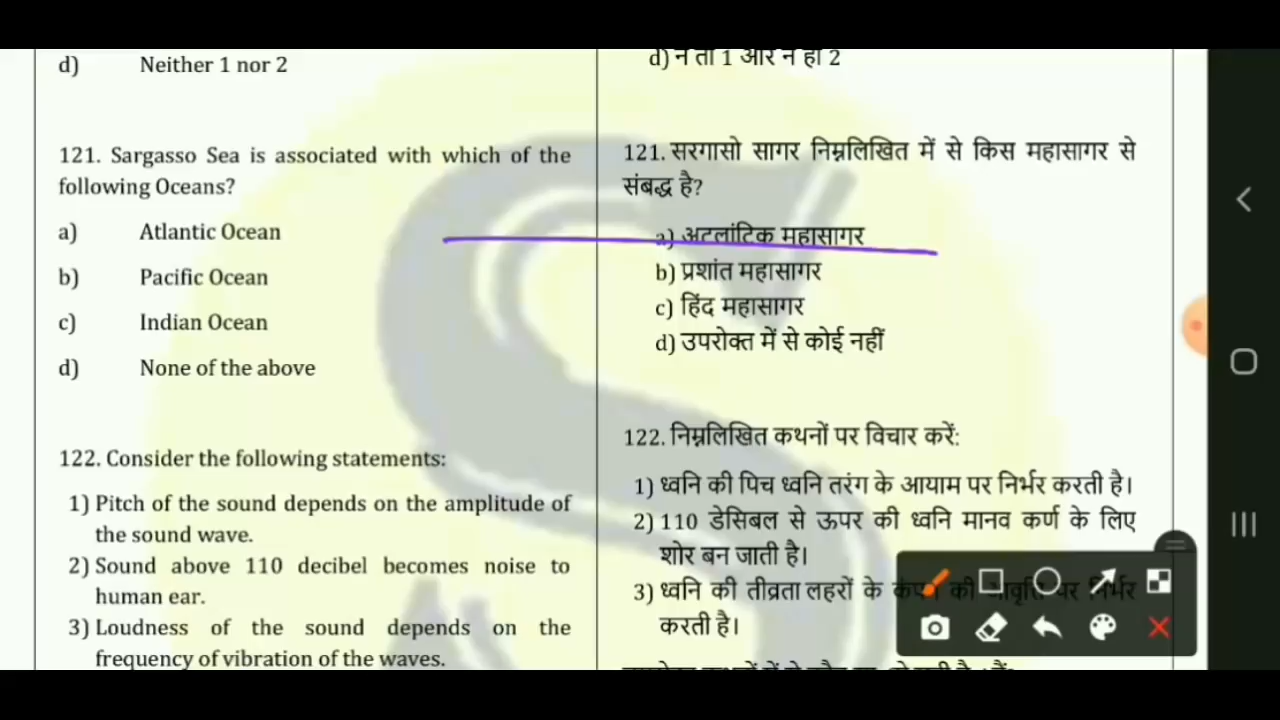 d) Neither 1 nor 2
121. Sargasso Sea is associated with which of the
following Oceans?
a) Atlantic Ocean
b) Pacific Ocean
c) Indian Ocean
d) None of the above
122. Consider the following statements:
1) Pitch of the sound depends on the amplitude of
the sound wave.
2) Sound above 110 decibel becomes noise to
human ear.
3) Loudness of the sound depends on the
frequency of vibration of the waves.
d) न तो 1 और न ही 2
121. सरगासो सागर निम्नलिखित में से किस महासागर से
संबद्ध है?
a) अटलांटिक महासागर
b) प्रशांत महासागर
c) हिंद महासागर
d) उपरोक्त में से कोई नहीं
122. निम्नलिखित कथनों पर विचार करें:
1) ध्वनि की पिच ध्वनि तरंग के आयाम पर निर्भर करती है।
2) 110 डेसिबल से ऊपर की ध्वनि मानव कर्ण के लिए
शोर बन जाती है।
3) ध्वनि की तीव्रता लहरों के कंपन की आवृत्ति पर निर्भर
करती है।